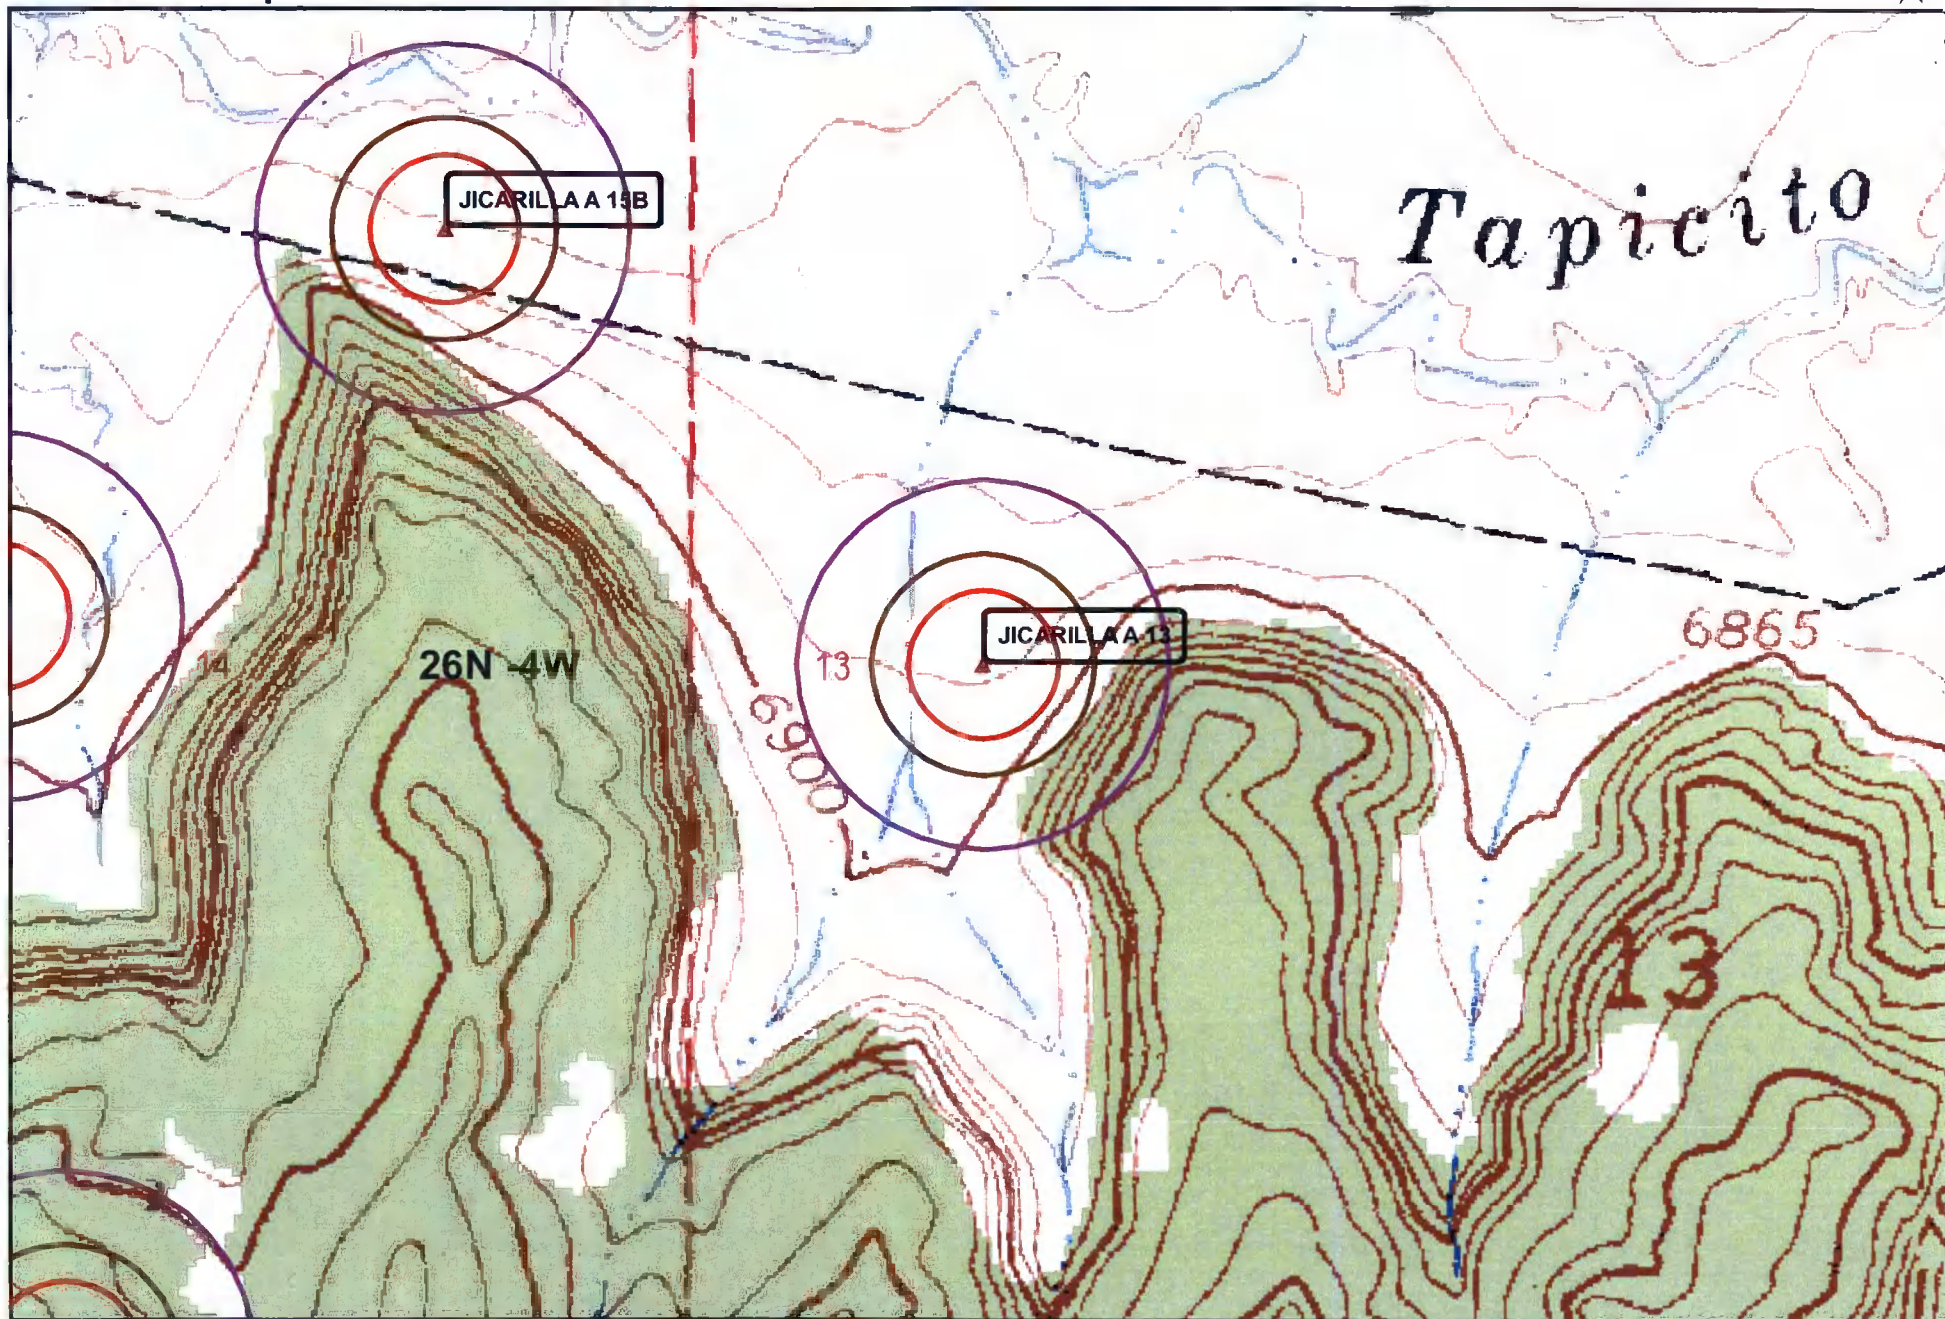 JICARILLA A 15B
Tapicito
JICARILLA A 13
6865
14
26N -4W
13
6900
13